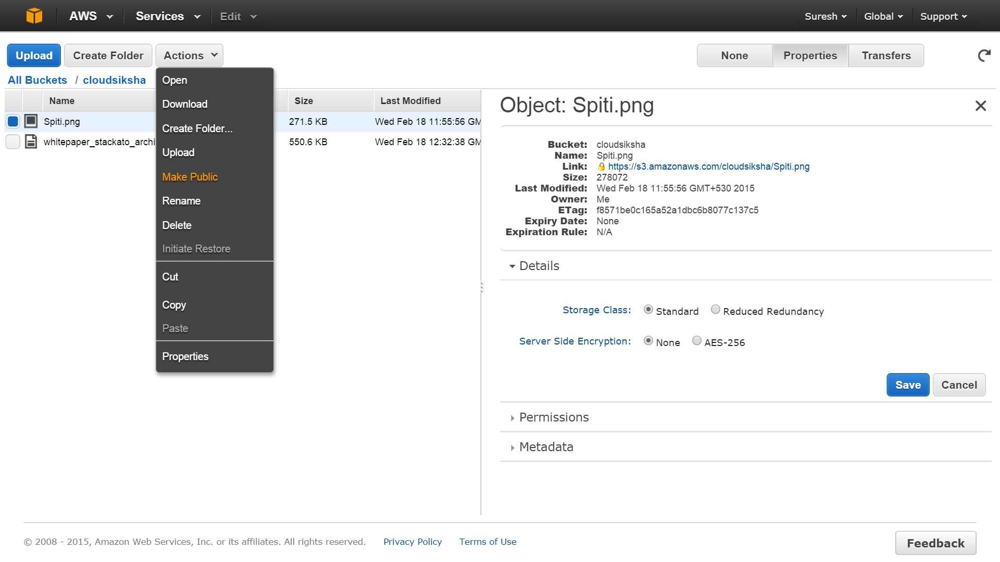 AWS Services Edit Suresh Global Support
Upload Create Folder Actions None Properties Transfers
All Buckets / cloudsiksha
Name Size Last Modified
Spiti.png 271.5 KB Wed Feb 18 11:55:56 GM
whitepaper_stackato_archi 550.6 KB Wed Feb 18 12:32:38 GM
Open
Download
Create Folder...
Upload
Make Public
Rename
Delete
Initiate Restore
Cut
Copy
Paste
Properties
Object: Spiti.png
Bucket: cloudsiksha
Name: Spiti.png
Link: https://s3.amazonaws.com/cloudsiksha/Spiti.png
Size: 278072
Last Modified: Wed Feb 18 11:55:56 GMT+530 2015
Owner: Me
ETag: f8571be0c165a52a1dbc6b8077c137c5
Expiry Date: None
Expiration Rule: N/A
Details
Storage Class: Standard Reduced Redundancy
Server Side Encryption: None AES-256
Save Cancel
Permissions
Metadata
© 2008 - 2015, Amazon Web Services, Inc. or its affiliates. All rights reserved. Privacy Policy Terms of Use
Feedback